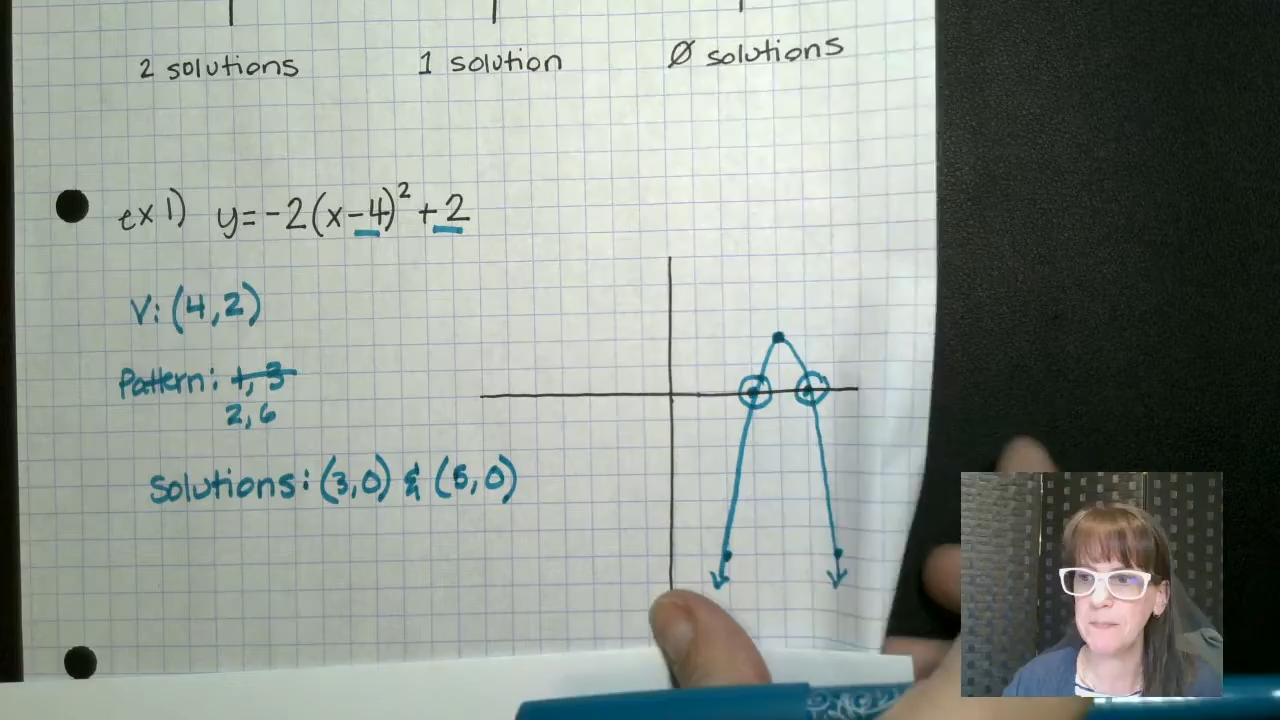 2 solutions
1 solution
Ø solutions
ex 1) y = -2(x-4)² + 2
V: (4,2)
Pattern: 1, 3
2, 6
Solutions: (3,0) & (5,0)